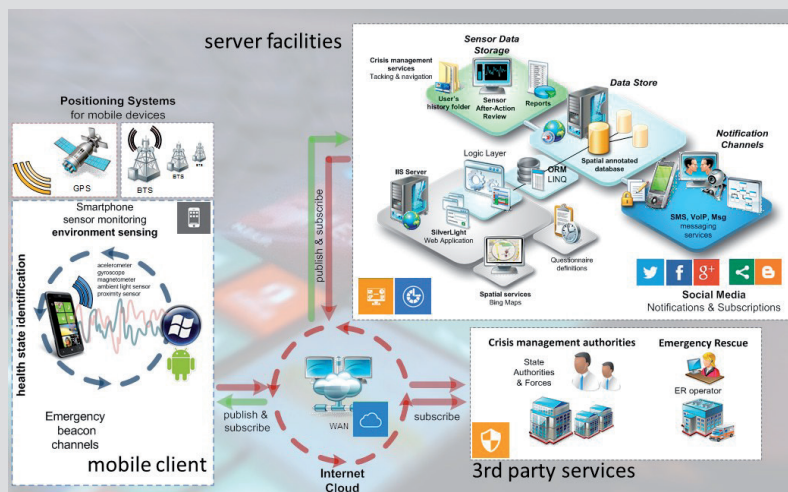 server facilities
Positioning Systems
for mobile devices
GPS
BTS
BTS
BTS
Smartphone
sensor monitoring
environment sensing
acelerometer
gyroscops
magnetometer
ambient light sensor
proximity sensor
health state identification
Emergency
beacon
channels
mobile client
publish & subscribe
publish &
subscribe
WAN
Internet
Cloud
subscribe
Sensor Data
Storage
Crisis management
services
Tacking & navigation
User's
history folder
Sensor
After-Action
Review
Reports
Data Store
Spatial annotated
database
Logic Layer
ORM
LINQ
IIS Server
SilverLight
Web Application
Spatial services
Bing Maps
Questionnaire
definitions
Notification
Channels
SMS, VoIP, Msg
messaging
services
g+
Social Media
Notifications & Subscriptions
Crisis management authorities
State
Authorities
& Forces
Emergency Rescue
ER operator
3rd party services